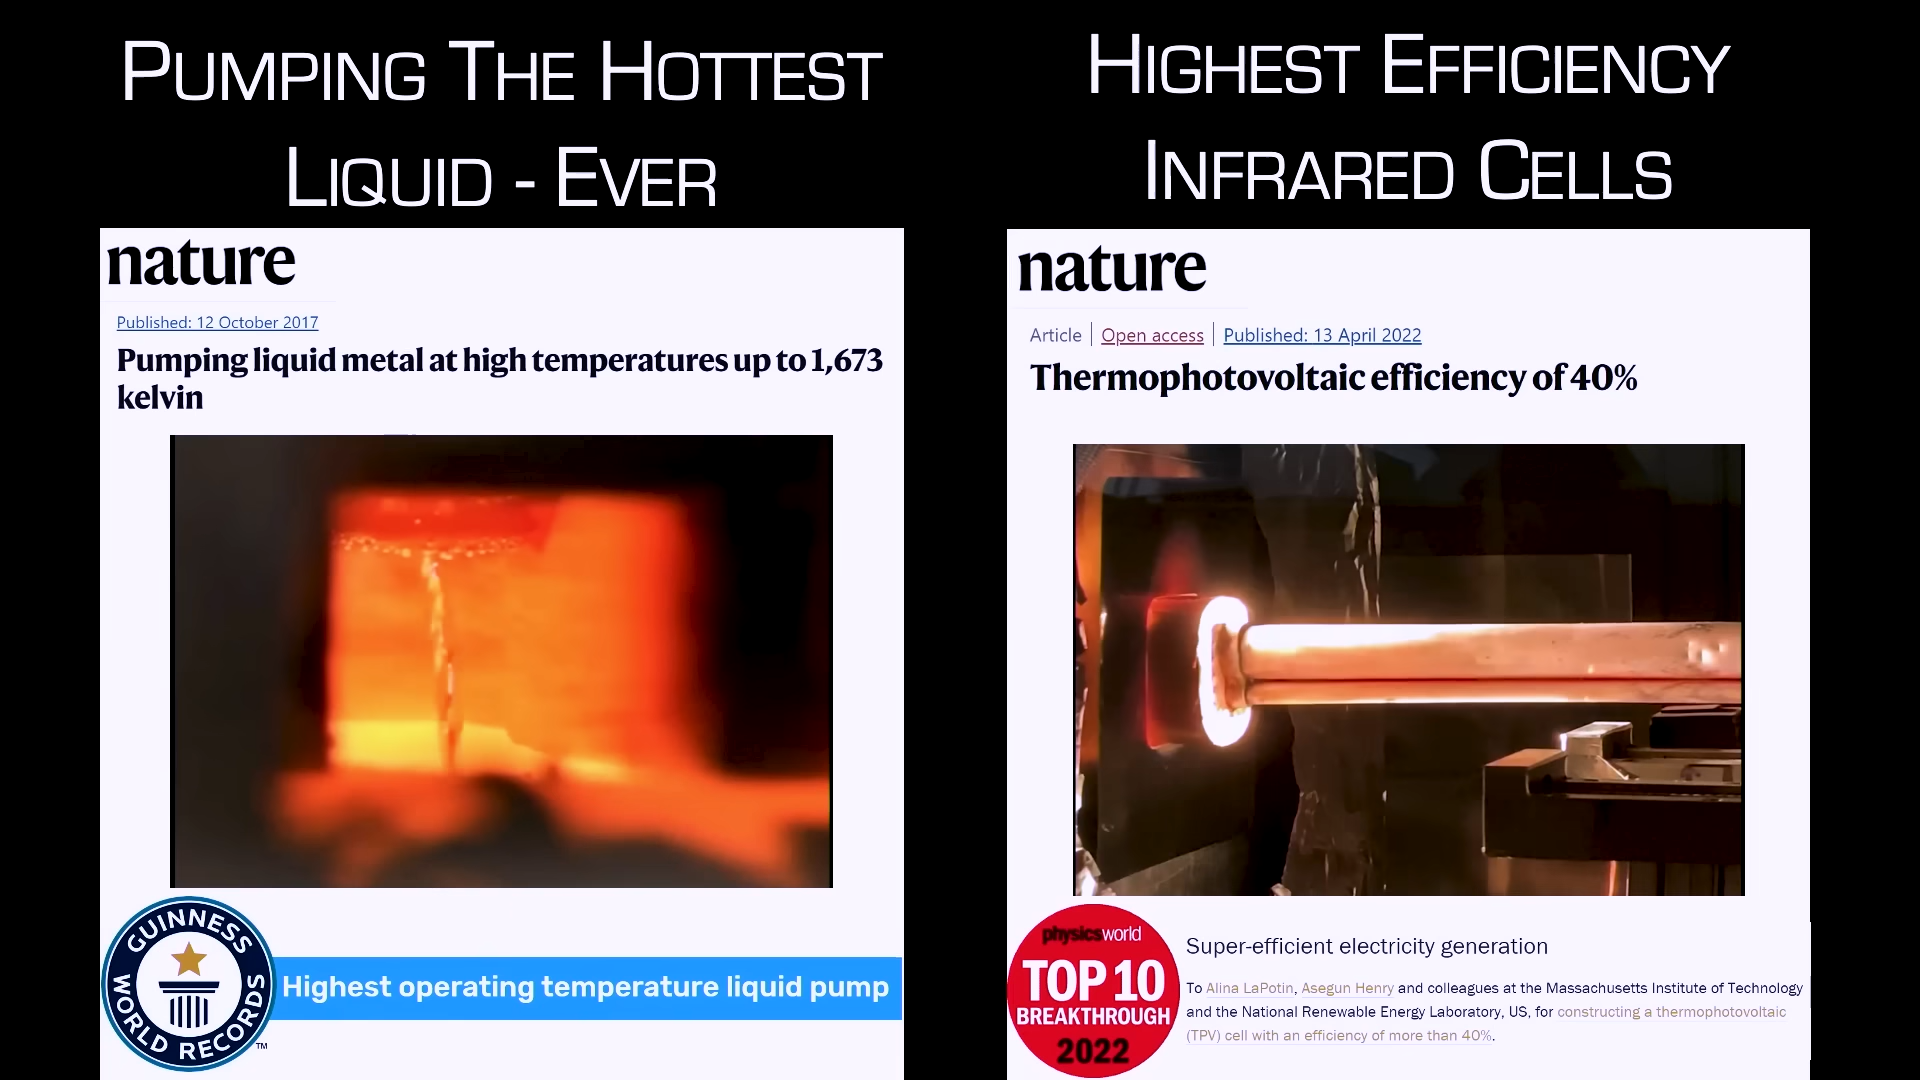 PUMPING THE HOTTEST
LIQUID - EVER
nature
Published: 12 October 2017
Pumping liquid metal at high temperatures up to 1,673
kelvin
GUINNESS
WORLD RECORDS
™
Highest operating temperature liquid pump
HIGHEST EFFICIENCY
INFRARED CELLS
nature
Article | Open access | Published: 13 April 2022
Thermophotovoltaic efficiency of 40%
physicsworld
TOP 10
BREAKTHROUGH
2022
Super-efficient electricity generation
To Alina LaPotin, Asegun Henry and colleagues at the Massachusetts Institute of Technology
and the National Renewable Energy Laboratory, US, for constructing a thermophotovoltaic
(TPV) cell with an efficiency of more than 40%.